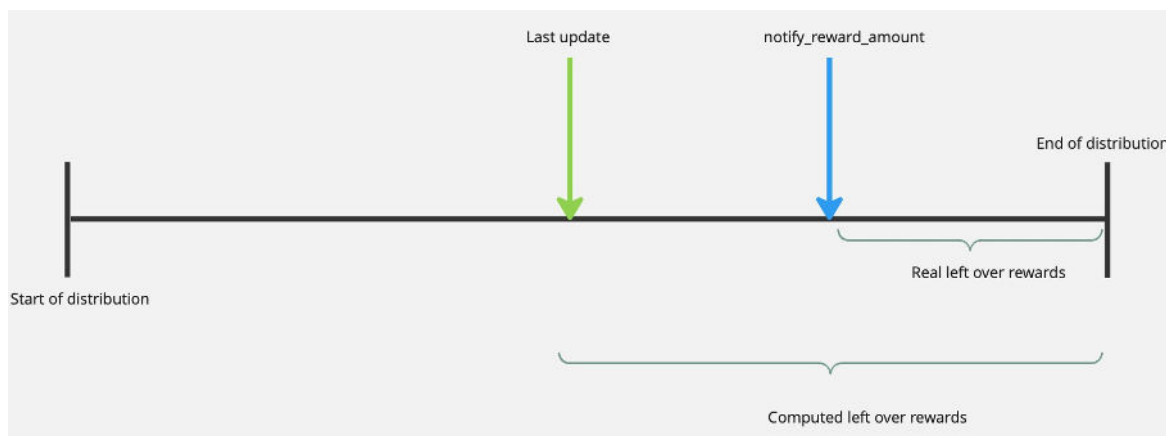 Last update
notify_reward_amount
End of distribution
Real left over rewards
Start of distribution
Computed left over rewards